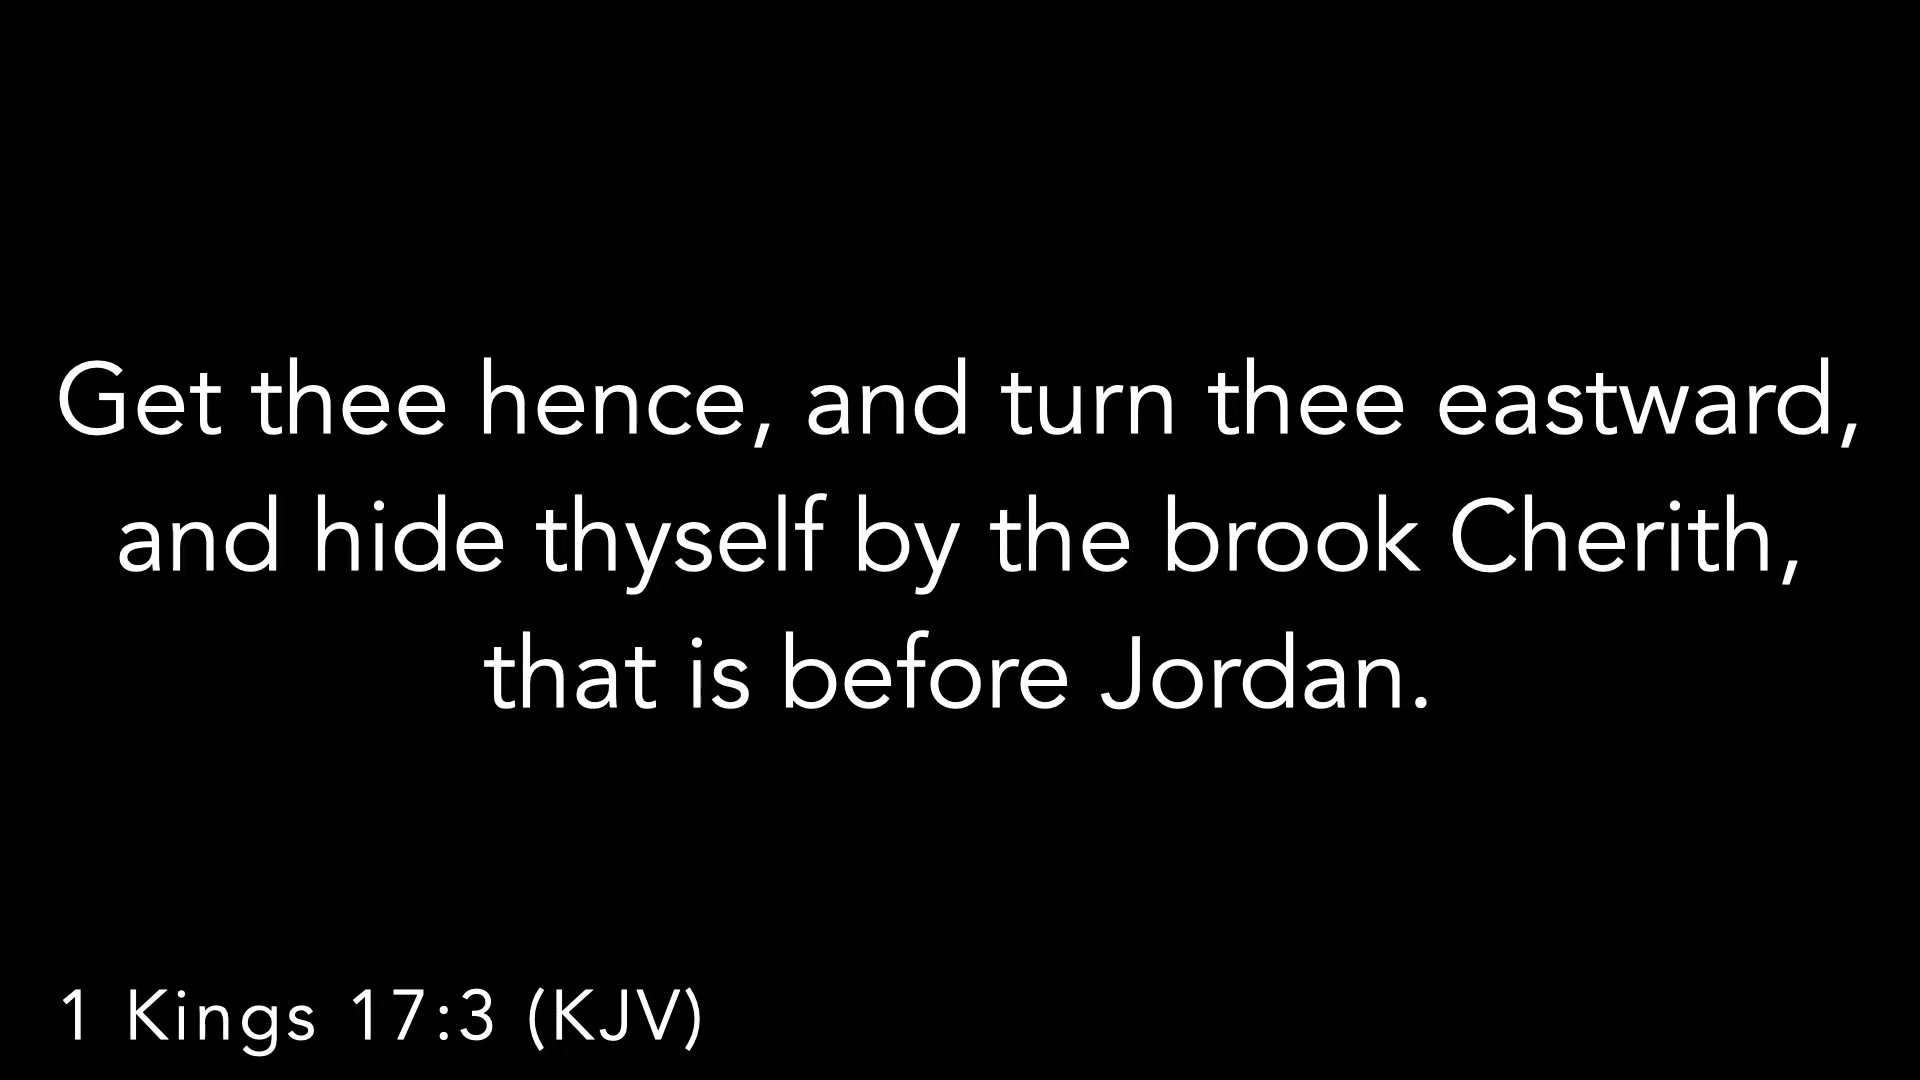 Get thee hence, and turn thee eastward,
and hide thyself by the brook Cherith,
that is before Jordan.
1 Kings 17:3 (KJV)